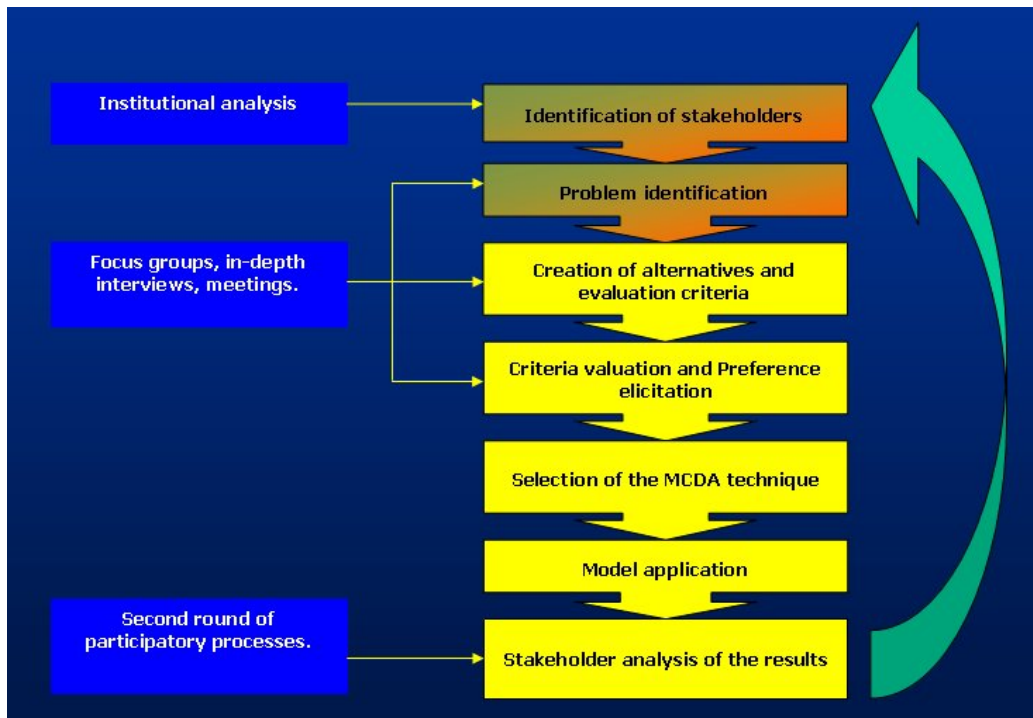 Institutional analysis
Identification of stakeholders
Problem identification
Focus groups, in-depth
interviews, meetings.
Creation of alternatives and
evaluation criteria
Criteria valuation and Preference
elicitation
Selection of the MCDA technique
Model application
Second round of
participatory processes.
Stakeholder analysis of the results